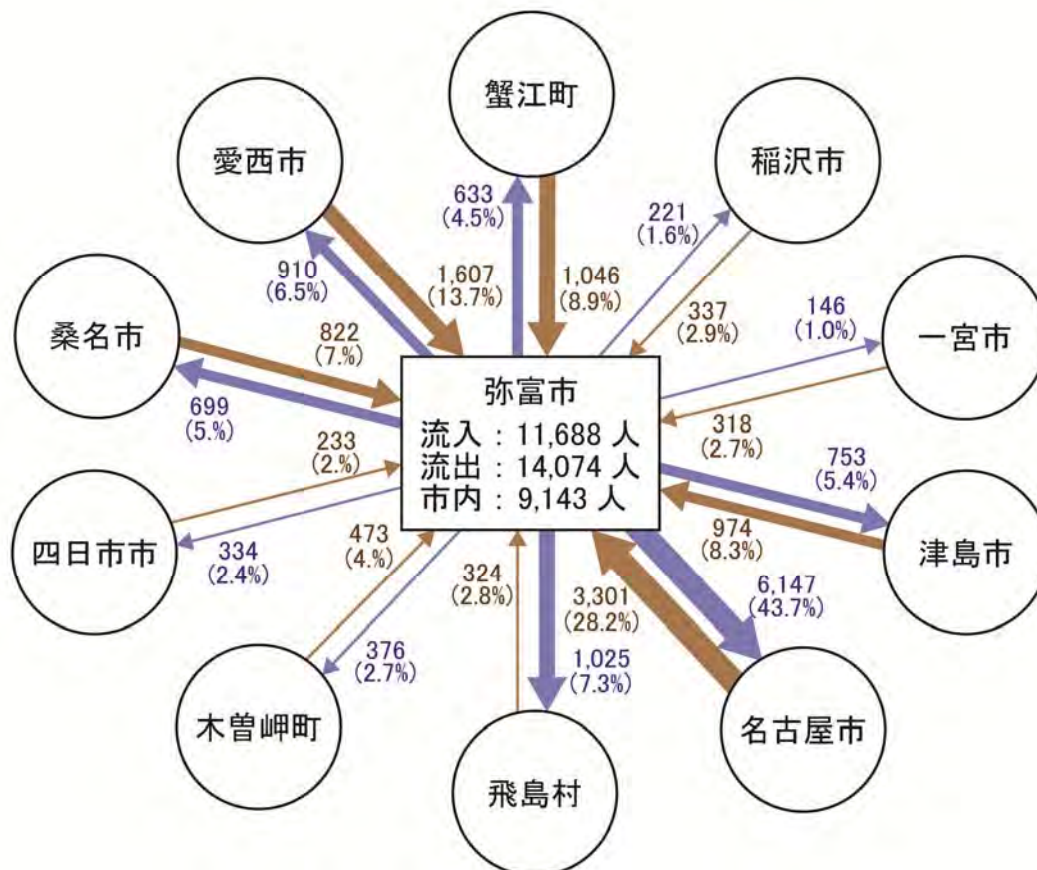 蟹江町
愛西市
稲沢市
633
(4.5%)
221
(1.6%)
910
(6.5%)
1,607
(13.7%)
1,046
(8.9%)
337
(2.9%)
146
(1.0%)
桑名市
822
(7.%)
一宮市
699
(5.%)
弥富市
流入：11,688 人
流出：14,074 人
市内：9,143 人
318
(2.7%)
233
(2.%)
753
(5.4%)
四日市市
334
(2.4%)
473
(4.%)
324
(2.8%)
974
(8.3%)
津島市
3,301
(28.2%)
6,147
(43.7%)
376
(2.7%)
1,025
(7.3%)
木曽岬町
飛島村
名古屋市